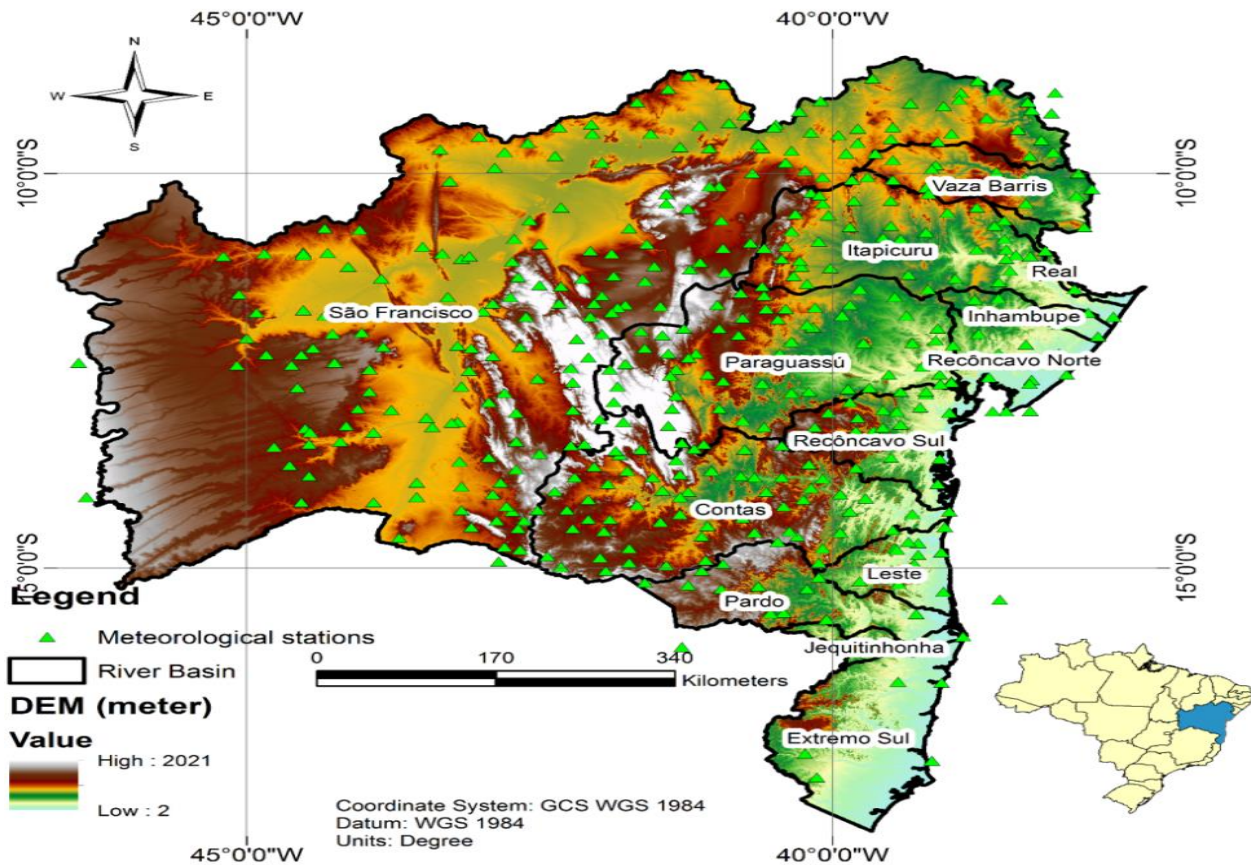 45°0'0"W 40°0'0"W
N
W E
S
10°0'0"S 10°0'0"S
Vaza Barris
Itapicuru
Real
São Francisco
Inhambupe
Paraguassú
Recôncavo Norte
Recôncavo Sul
Contas
Leste
15°0'0"S 15°0'0"S
Pardo
Jequitinhonha
Extremo Sul
Legend
Meteorological stations
River Basin
0 170 340
Kilometers
DEM (meter)
Value
High : 2021
Low : 2
Coordinate System: GCS WGS 1984
Datum: WGS 1984
Units: Degree
45°0'0"W 40°0'0"W